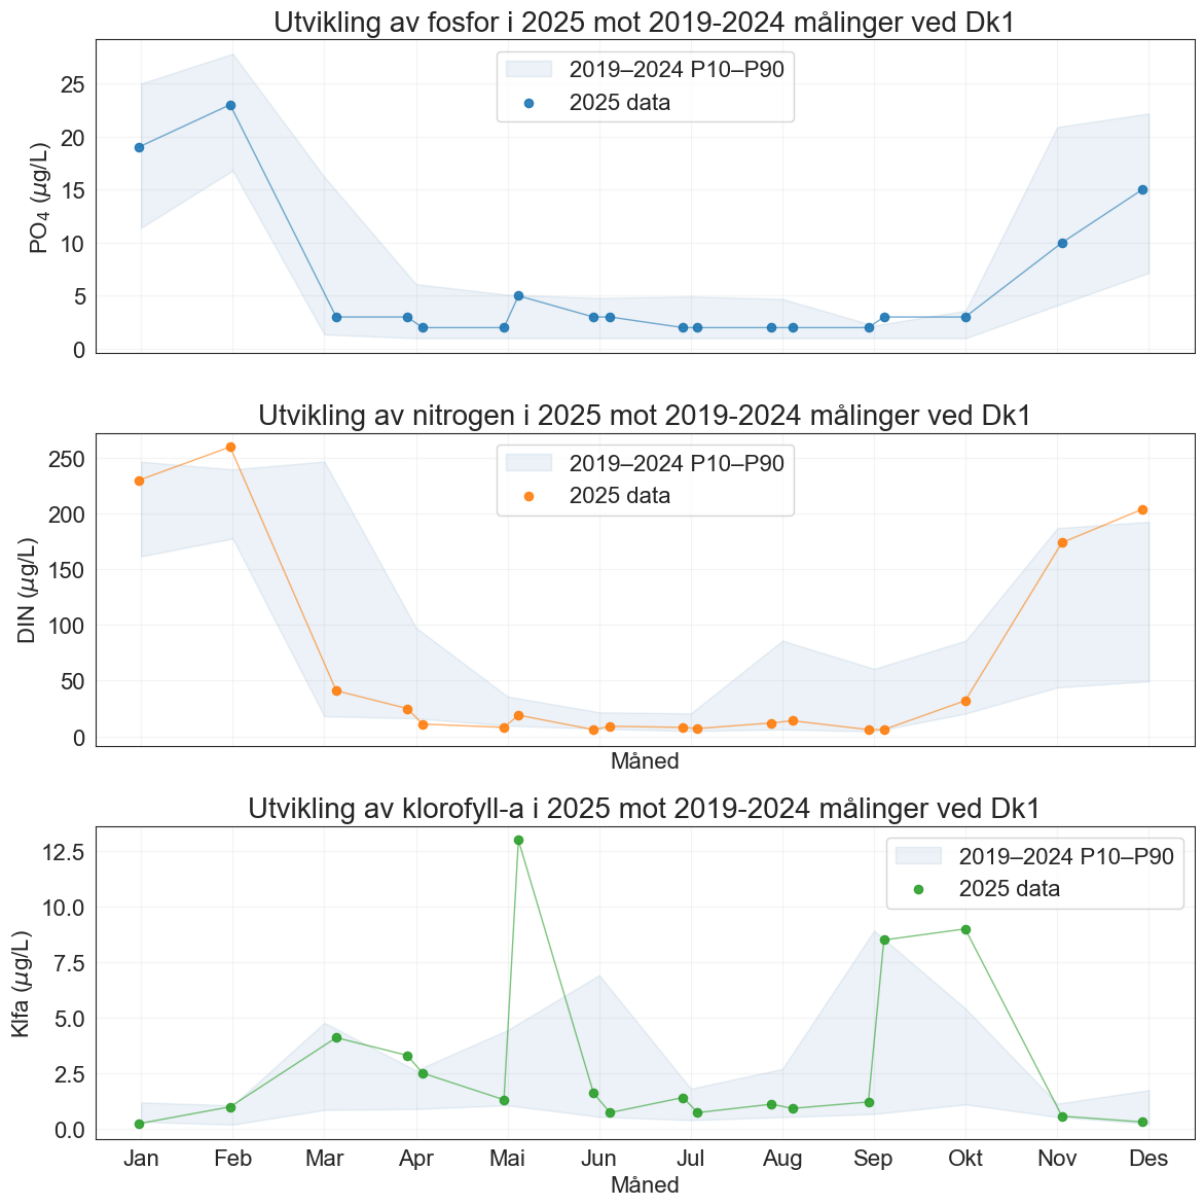 Utvikling av fosfor i 2025 mot 2019-2024 målinger ved Dk1
2019–2024 P10–P90
2025 data
PO₄ (μg/L)
25
20
15
10
5
0
Utvikling av nitrogen i 2025 mot 2019-2024 målinger ved Dk1
2019–2024 P10–P90
2025 data
DIN (μg/L)
250
200
150
100
50
0
Måned
Utvikling av klorofyll-a i 2025 mot 2019-2024 målinger ved Dk1
2019–2024 P10–P90
2025 data
Klfa (μg/L)
12.5
10.0
7.5
5.0
2.5
0.0
Jan Feb Mar Apr Mai Jun Jul Aug Sep Okt Nov Des
Måned